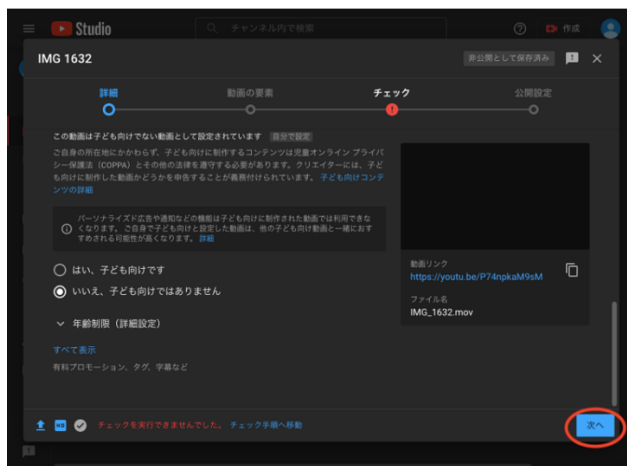 Studio
チャンネル内で検索
作成
IMG 1632
非公開として保存済み
詳細
動画の要素
チェック
公開設定
この動画は子ども向けでない動画として設定されています 自分で設定
ご自身の所在地にかかわらず、子ども向けに制作するコンテンツは児童オンライン プライバ
シー保護法（COPPA）とその他の法律を遵守する必要があります。クリエイターには、子ど
も向けに制作した動画かどうかを申告することが義務付けられています。子ども向けコンテ
ンツの詳細
パーソナライズド広告や通知などの機能は子ども向けに制作された動画では利用できな
くなります。ご自身で子ども向けと設定した動画は、他の子ども向け動画と一緒におす
すめされる可能性が高くなります。 詳細
はい、子ども向けです
いいえ、子ども向けではありません
年齢制限（詳細設定）
すべて表示
有料プロモーション、タグ、字幕など
動画リンク
https://youtu.be/P74npkaM9sM
ファイル名
IMG_1632.mov
HD
チェックを実行できませんでした。 チェック手順へ移動
次へ